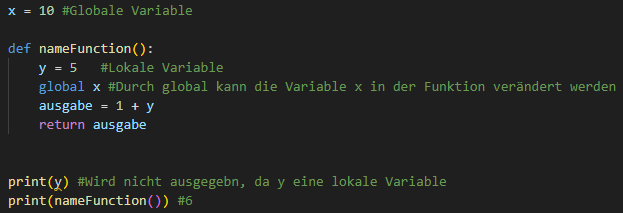 x = 10 #Globale Variable
def nameFunction():
    y = 5   #Lokale Variable
    global x #Durch global kann die Variable x in der Funktion verändert werden
    ausgabe = 1 + y
    return ausgabe
print(y) #Wird nicht ausgegebn, da y eine lokale Variable
print(nameFunction()) #6